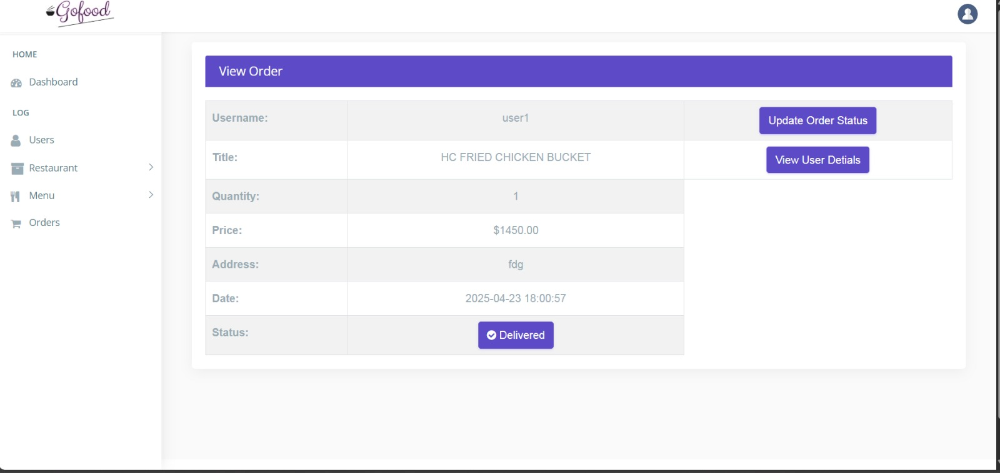 Gofood
HOME
Dashboard
LOG
Users
Restaurant
Menu
Orders
View Order
Username: user1 Update Order Status
Title: HC FRIED CHICKEN BUCKET View User Detials
Quantity: 1
Price: $1450.00
Address: fdg
Date: 2025-04-23 18:00:57
Status: Delivered